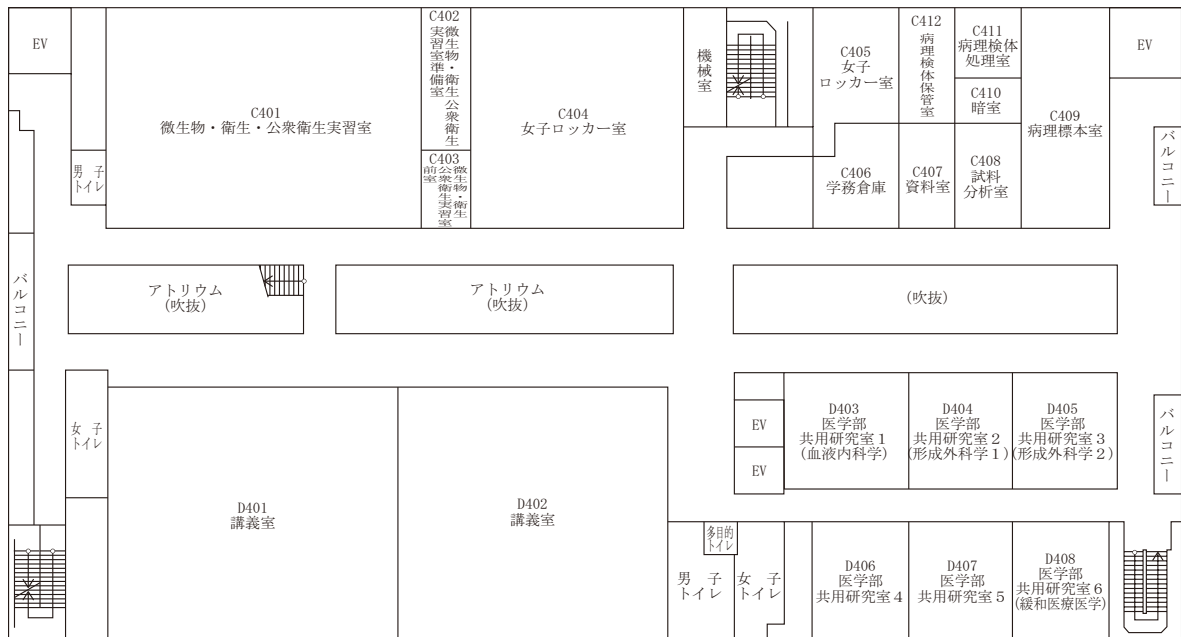 EV
C401
微生物・衛生・公衆衛生実習室
男子
トイレ
C402
微生物・衛生公衆衛生
実習室準備室
C403
微生物・衛生
公衆衛生実習室
前室
C404
女子ロッカー室
機械室
C405
女子
ロッカー室
C406
学務倉庫
C412
病理検体保管室
C407
資料室
C411
病理検体
処理室
C410
暗室
C408
試料
分析室
C409
病理標本室
EV
バルコニー
バルコニー
アトリウム
(吹抜)
アトリウム
(吹抜)
(吹抜)
女子
トイレ
D401
講義室
D402
講義室
EV
EV
D403
医学部
共用研究室1
(血液内科学)
D404
医学部
共用研究室2
(形成外科学1)
D405
医学部
共用研究室3
(形成外科学2)
バルコニー
多目的
トイレ
男子
トイレ
女子
トイレ
D406
医学部
共用研究室4
D407
医学部
共用研究室5
D408
医学部
共用研究室6
(緩和医療医学)